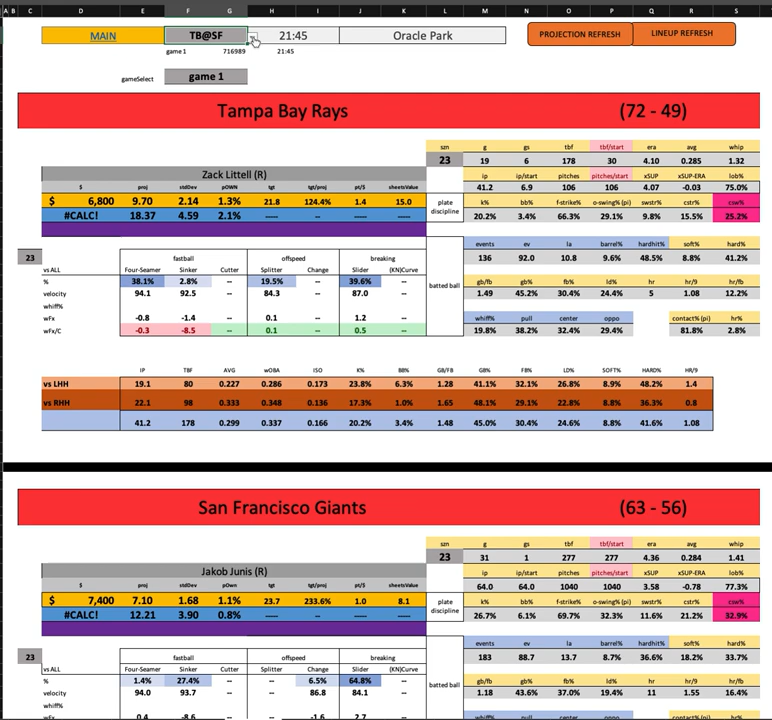 A B C D E F G H I J K L M N O P Q R S T
MAIN TB@SF 21:45 Oracle Park PROJECTION REFRESH LINEUP REFRESH
game 1 716989 21:45
gameSelect game 1
Tampa Bay Rays (72 - 49)
szn g gs tbf tbf/start era avg whip
23 19 6 178 30 4.10 0.285 1.32
Zack Littell (R) ip ip/start pitches pitches/start xSUP xSUP-ERA lob%
$ proj stdDev pOWN tgt tgt/proj pt/$ sheetsValue 41.2 6.9 106 106 4.07 -0.03 75.0%
$ 6,800 9.70 2.14 1.3% 21.8 124.4% 1.4 15.0 plate discipline k% bb% f-strike% o-swing% (pi) swstr% cstr% csw%
#CALC! 18.37 4.59 2.1% ---- -- --- ---- 20.2% 3.4% 66.3% 29.1% 9.8% 15.5% 25.2%
events ev la barrel% hardhit% soft% hard%
23 fastball offspeed breaking 136 92.0 10.8 9.6% 48.5% 8.8% 41.2%
vs ALL Four-Seamer Sinker Cutter Splitter Change Slider (KN)Curve
% 38.1% 2.8% -- 19.5% -- 39.6% -- batted ball gb/fb gb% fb% ld% hr hr/9 hr/fb
velocity 94.1 92.5 -- 84.3 -- 87.0 -- 1.49 45.2% 30.4% 24.4% 5 1.08 12.2%
whiff%
wFx -0.8 -1.4 -- 0.1 -- 1.2 -- whiff% pull center oppo contact% (pi) hr%
wFx/C -0.3 -8.5 -- 0.1 -- 0.5 -- 19.8% 38.2% 32.4% 29.4% 81.8% 2.8%
IP TBF AVG wOBA ISO K% BB% GB/FB GB% FB% LD% SOFT% HARD% HR/9
vs LHH 19.1 80 0.227 0.286 0.173 23.8% 6.3% 1.28 41.1% 32.1% 26.8% 8.9% 48.2% 1.4
vs RHH 22.1 98 0.333 0.348 0.136 17.3% 1.0% 1.65 48.1% 29.1% 22.8% 8.8% 36.3% 0.8
41.2 178 0.299 0.337 0.166 20.2% 3.4% 1.48 45.0% 30.4% 24.6% 8.8% 41.6% 1.08
San Francisco Giants (63 - 56)
szn g gs tbf tbf/start era avg whip
23 31 1 277 277 4.36 0.284 1.41
Jakob Junis (R) ip ip/start pitches pitches/start xSUP xSUP-ERA lob%
$ proj stdDev pOwn tgt tgt/proj pt/$ sheetsValue 64.0 64.0 1040 1040 3.58 -0.78 77.3%
$ 7,400 7.10 1.68 1.1% 23.7 233.6% 1.0 8.1 plate discipline k% bb% f-strike% o-swing% (pi) swstr% cstr% csw%
#CALC! 12.21 3.90 0.8% ---- -- --- ---- 26.7% 6.1% 69.7% 32.3% 11.6% 21.2% 32.9%
events ev la barrel% hardhit% soft% hard%
23 fastball offspeed breaking 183 88.7 13.7 8.7% 36.6% 18.2% 33.7%
vs ALL Four-Seamer Sinker Cutter Splitter Change Slider (KN)Curve
% 1.4% 27.4% -- -- 6.5% 64.8% -- batted ball gb/fb gb% fb% ld% hr hr/9 hr/fb
velocity 94.0 93.7 -- -- 86.8 84.1 -- 1.18 43.6% 37.0% 19.4% 11 1.55 16.4%
whiff%
wFx 0.4 -8.6 -- -- -1.6 2.7 -- whiff% pull center oppo contact% (pi) hr%